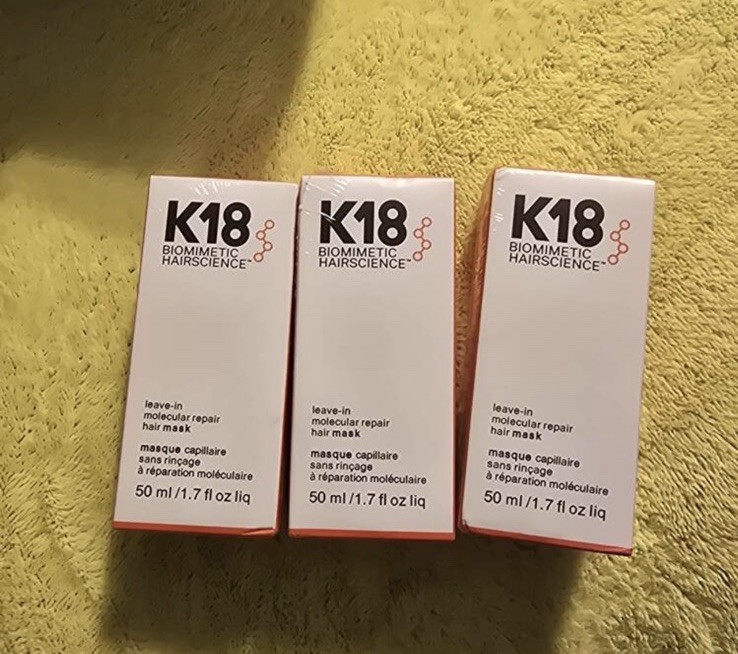 K18
BIOMIMETIC
HAIRSCIENCE™
leave-in
molecular repair
hair mask
masque capillaire
sans rinçage
à réparation moléculaire
50 ml /1.7 fl oz liq
K18
BIOMIMETIC
HAIRSCIENCE™
leave-in
molecular repair
hair mask
masque capillaire
sans rinçage
à réparation moléculaire
50 ml /1.7 fl oz liq
K18
BIOMIMETIC
HAIRSCIENCE™
leave-in
molecular repair
hair mask
masque capillaire
sans rinçage
à réparation moléculaire
50 ml /1.7 fl oz liq